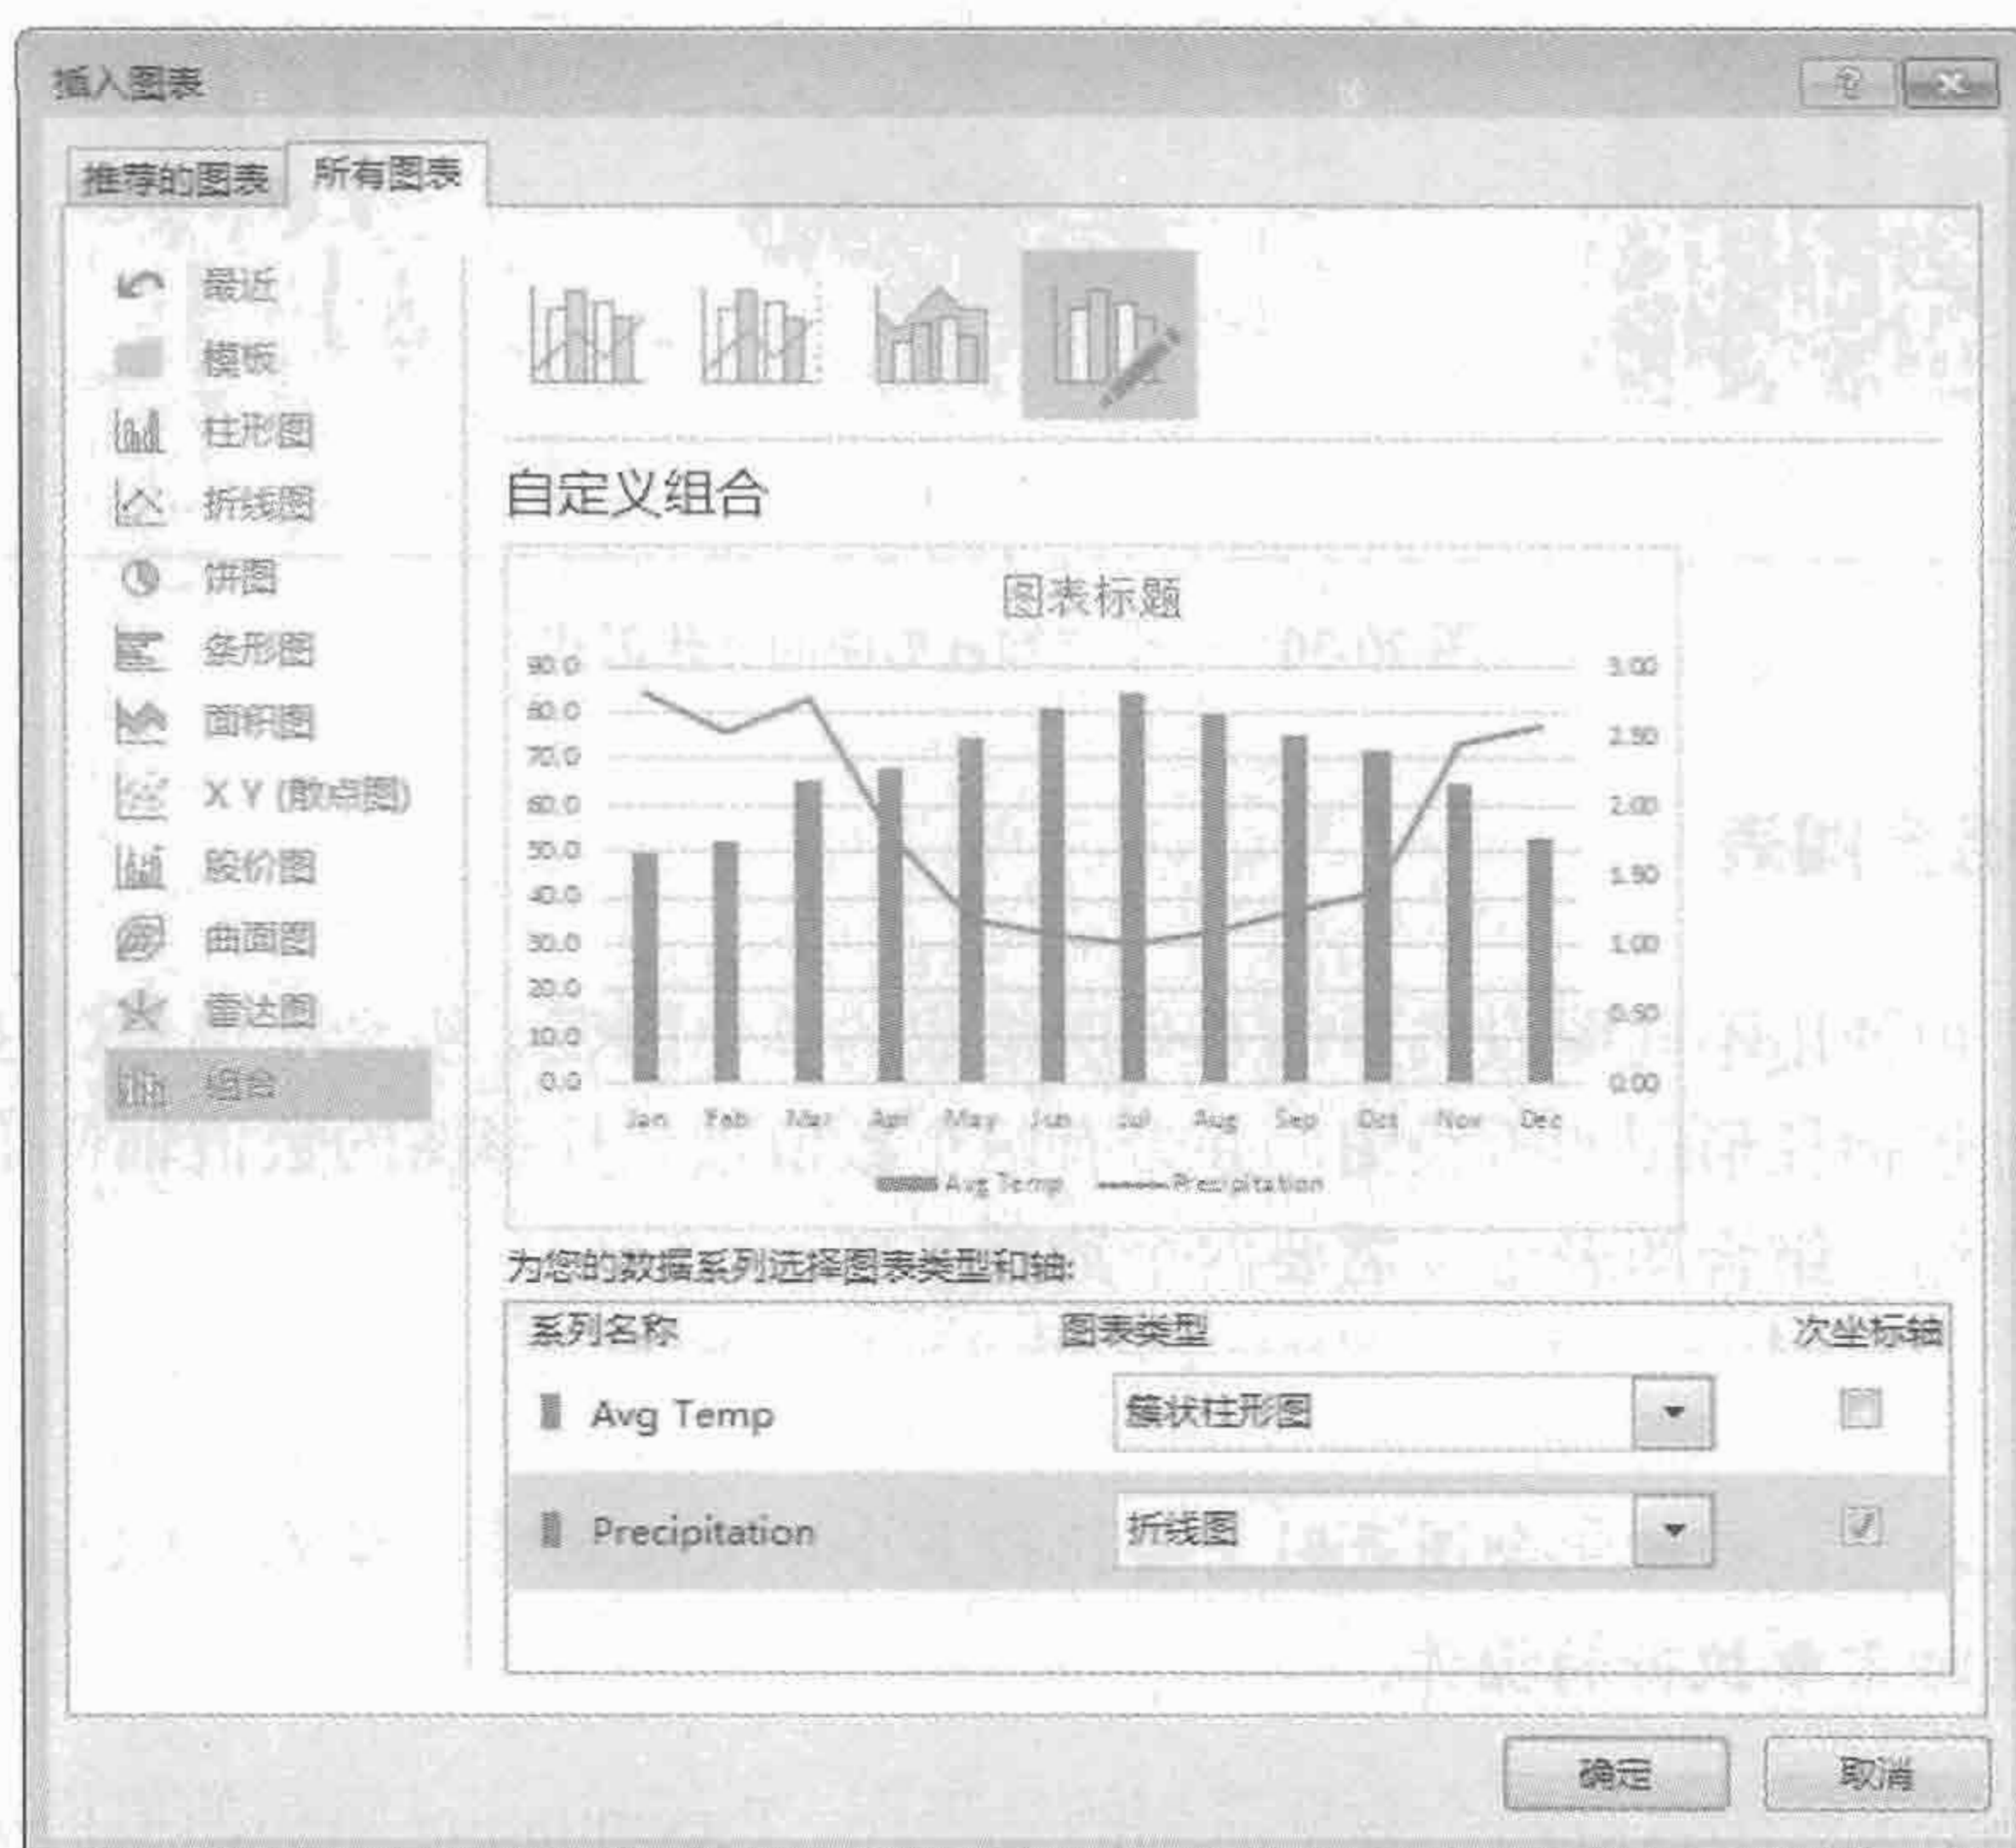 插入图表
推荐的图表 所有图表
最近
模板
柱形图
折线图
饼图
条形图
面积图
X Y (散点图)
股价图
曲面图
雷达图
组合
自定义组合
图表标题
90.0
80.0
70.0
60.0
50.0
40.0
30.0
20.0
10.0
0.0
3.00
2.50
2.00
1.50
1.00
0.50
0.00
Jan Feb Mar Apr May Jun Jul Aug Sep Oct Nov Dec
Avg Temp Precipitation
为您的数据系列选择图表类型和轴:
系列名称 图表类型 次坐标轴
Avg Temp 簇状柱形图
Precipitation 折线图
确定 取消